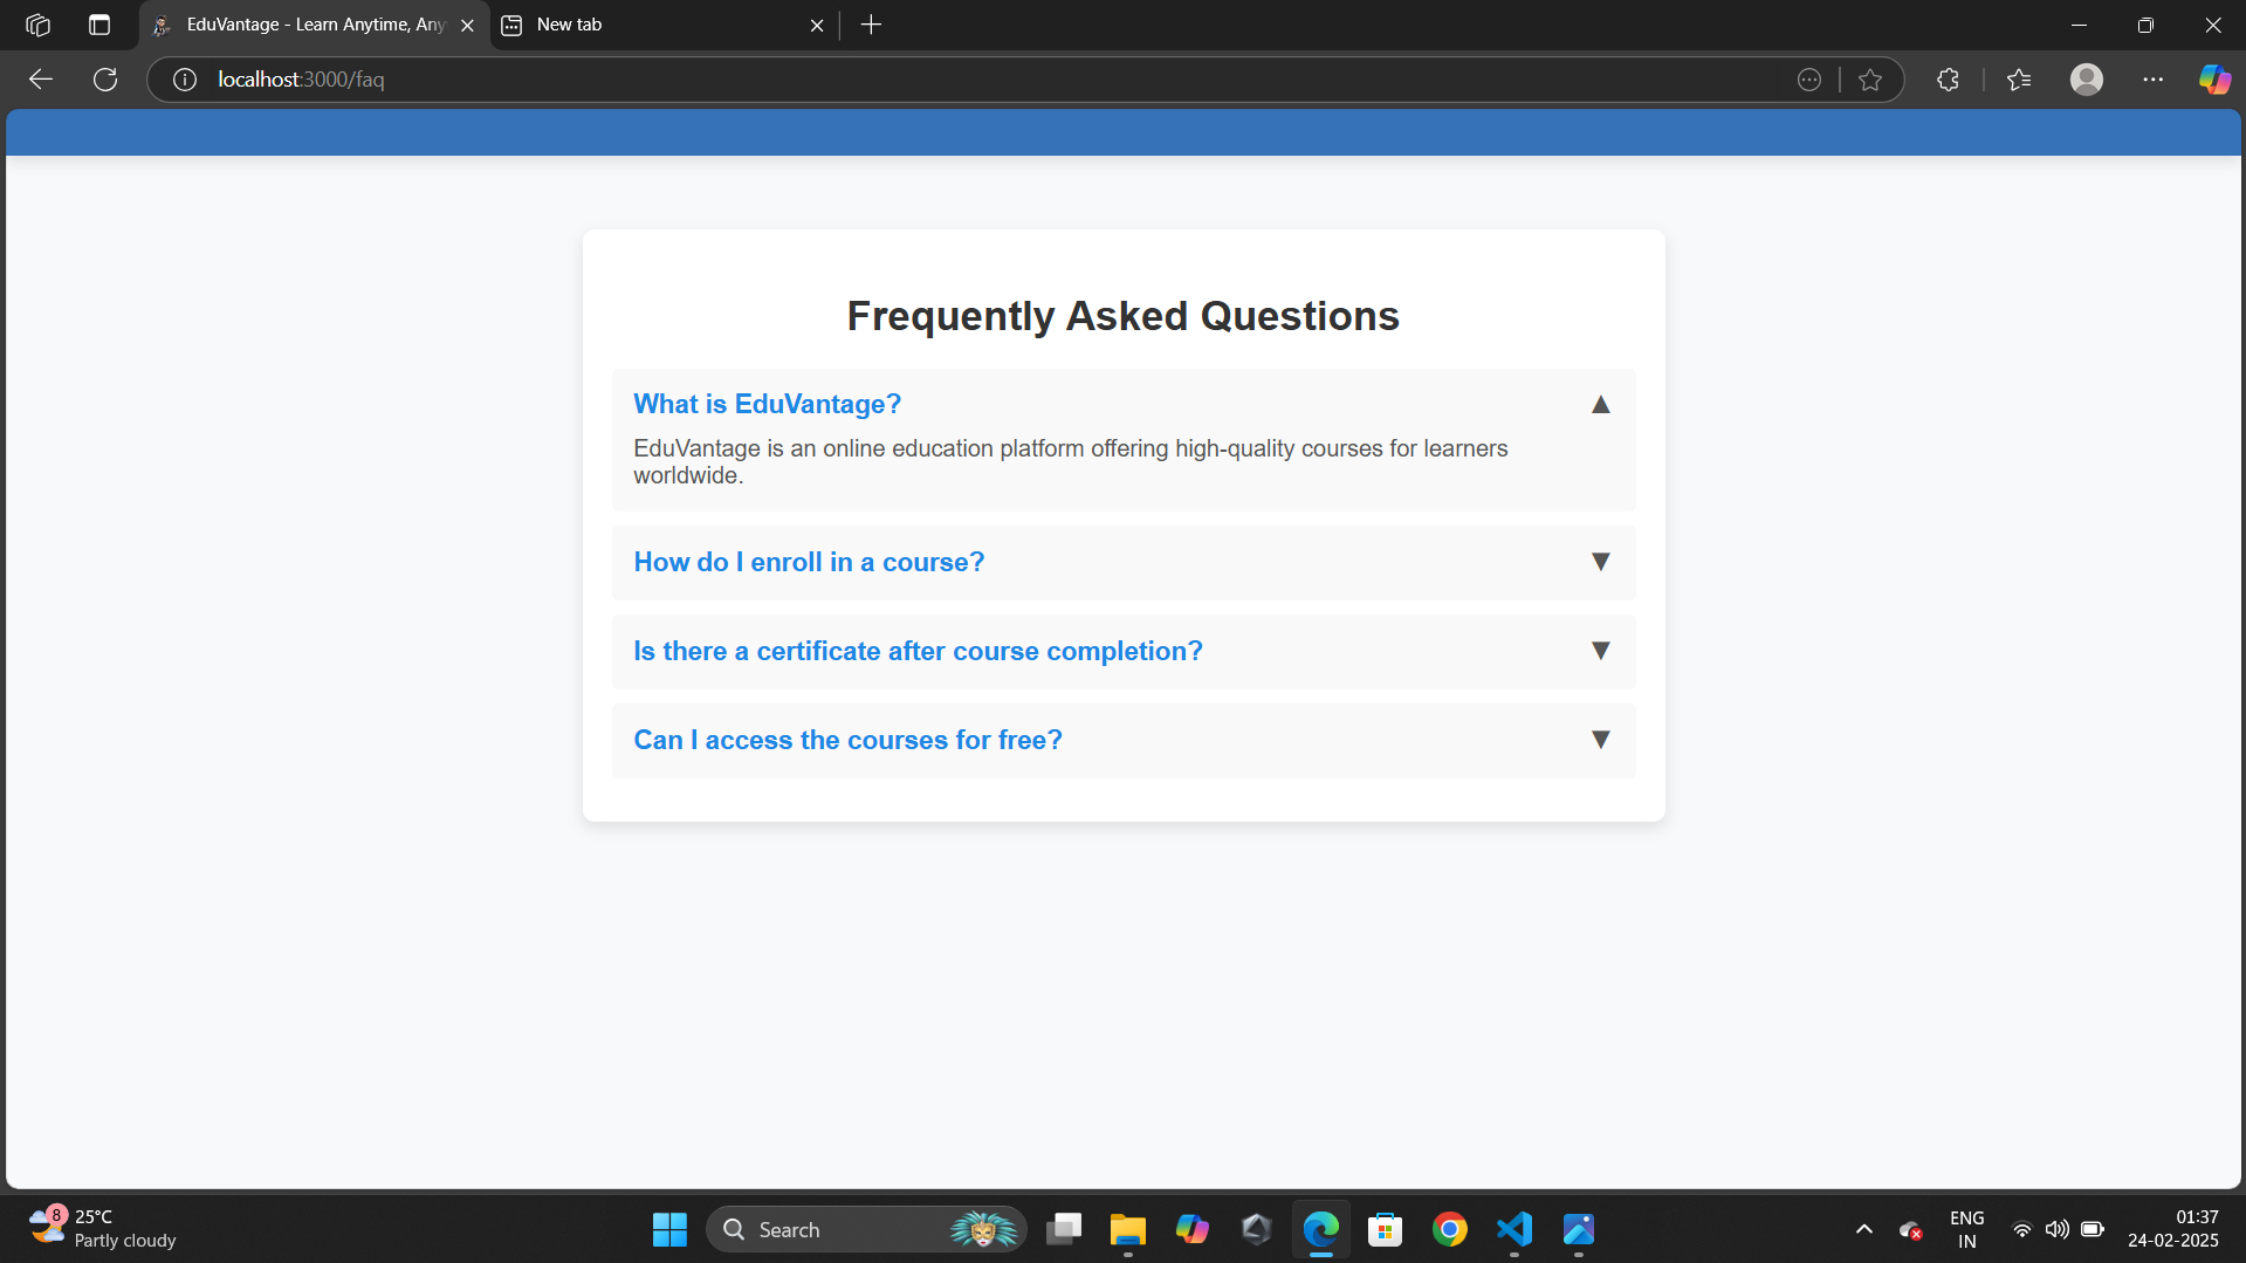 EduVantage - Learn Anytime, Any
New tab
localhost:3000/faq
Frequently Asked Questions
What is EduVantage?
▲
EduVantage is an online education platform offering high-quality courses for learners
worldwide.
How do I enroll in a course?
▼
Is there a certificate after course completion?
▼
Can I access the courses for free?
▼
8
25°C
Partly cloudy
Search
ENG
IN
01:37
24-02-2025